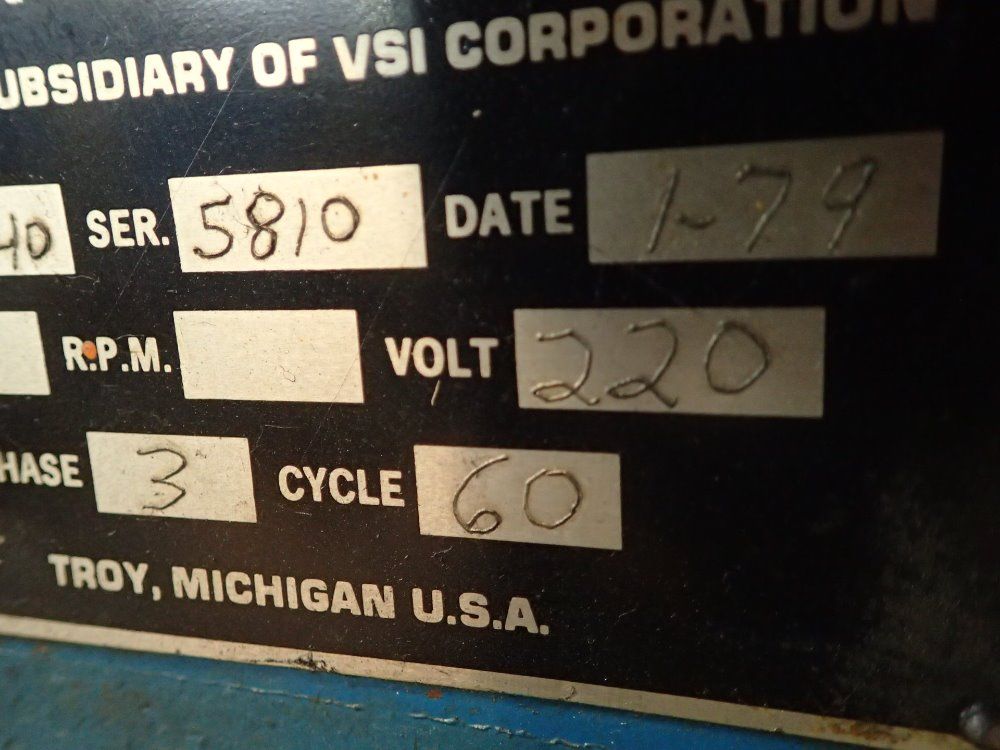 UBSIDIARY OF VSI CORPORATION
40 SER. 5810 DATE 1-79
R.P.M. VOLT 220
HASE 3 CYCLE 60
TROY, MICHIGAN U.S.A.